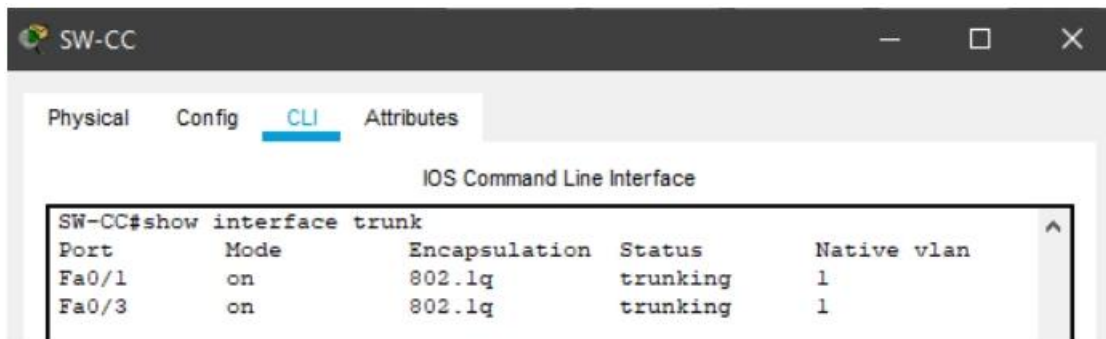 SW-CC
Physical Config CLI Attributes
IOS Command Line Interface
SW-CC#show interface trunk
Port Mode Encapsulation Status Native vlan
Fa0/1 on 802.1q trunking 1
Fa0/3 on 802.1q trunking 1